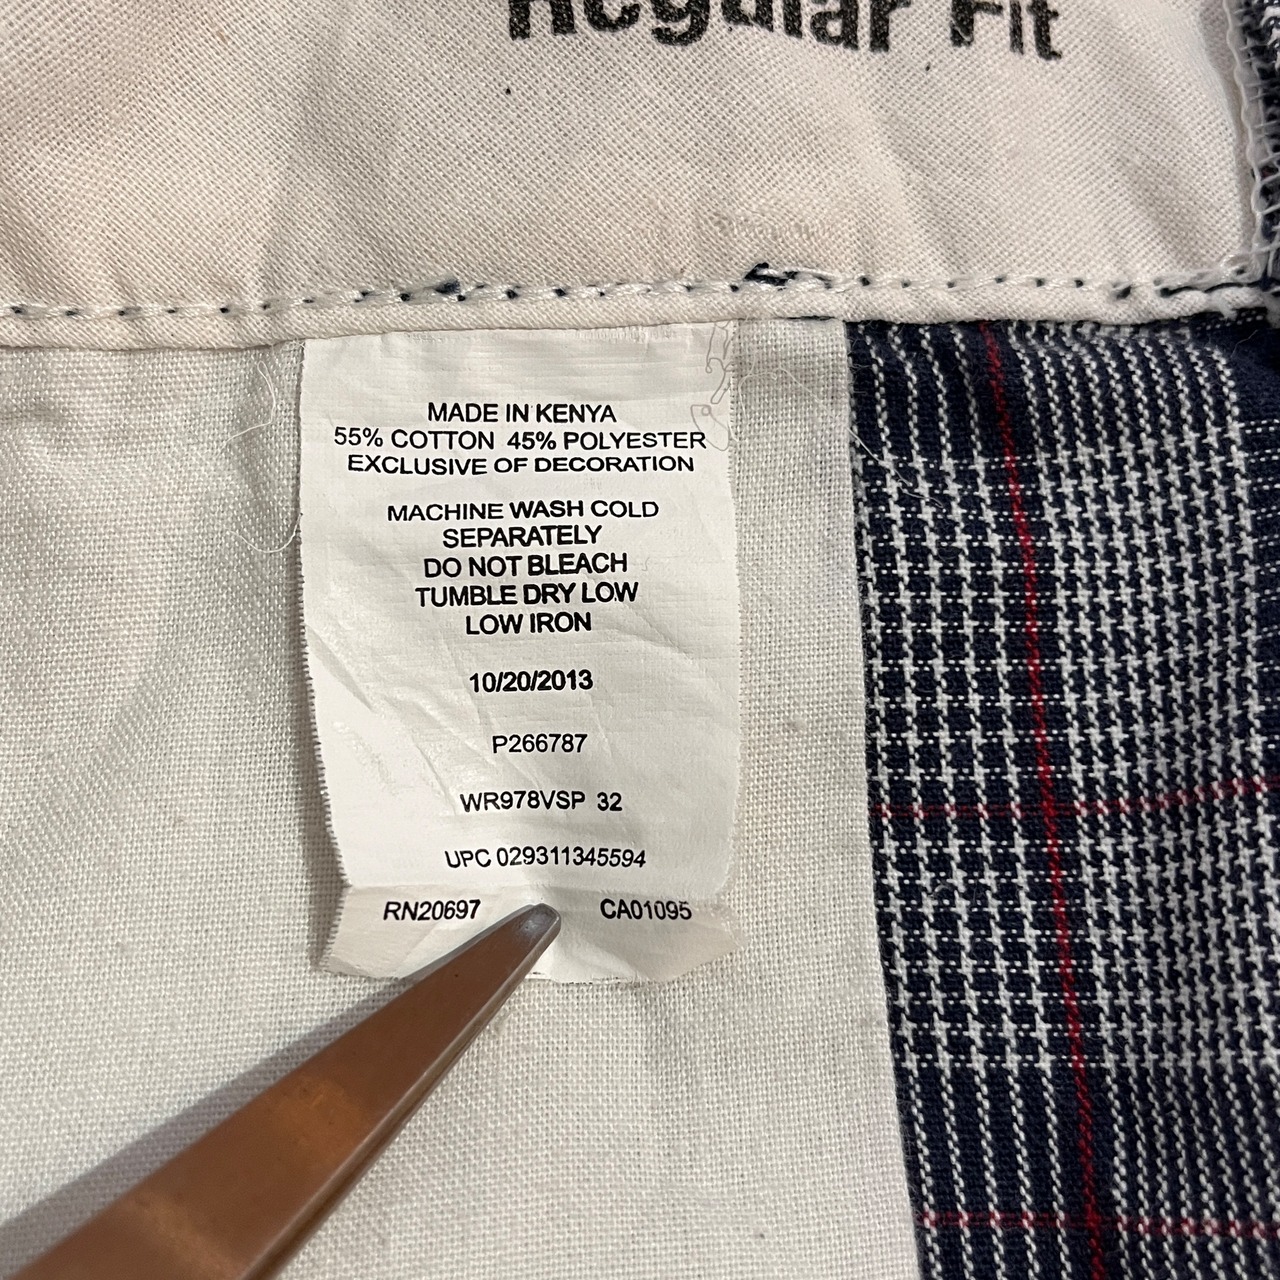 Regular Fit
MADE IN KENYA
55% COTTON 45% POLYESTER
EXCLUSIVE OF DECORATION
MACHINE WASH COLD
SEPARATELY
DO NOT BLEACH
TUMBLE DRY LOW
LOW IRON
10/20/2013
P266787
WR978VSP 32
UPC 029311345594
RN20697 CA01095